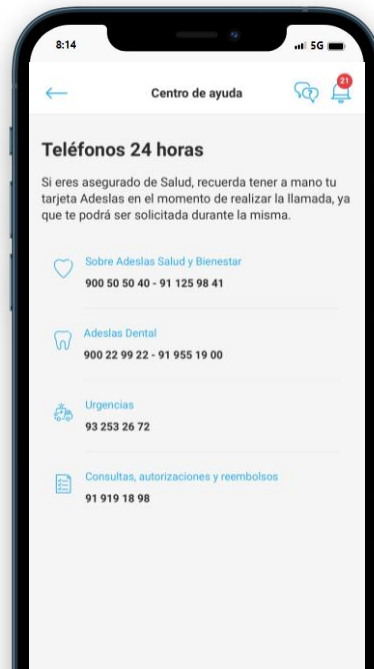 8:14
5G
Centro de ayuda
21
Teléfonos 24 horas
Si eres asegurado de Salud, recuerda tener a mano tu
tarjeta Adeslas en el momento de realizar la llamada, ya
que te podrá ser solicitada durante la misma.
Sobre Adeslas Salud y Bienestar
900 50 50 40 - 91 125 98 41
Adeslas Dental
900 22 99 22 - 91 955 19 00
Urgencias
93 253 26 72
Consultas, autorizaciones y reembolsos
91 919 18 98